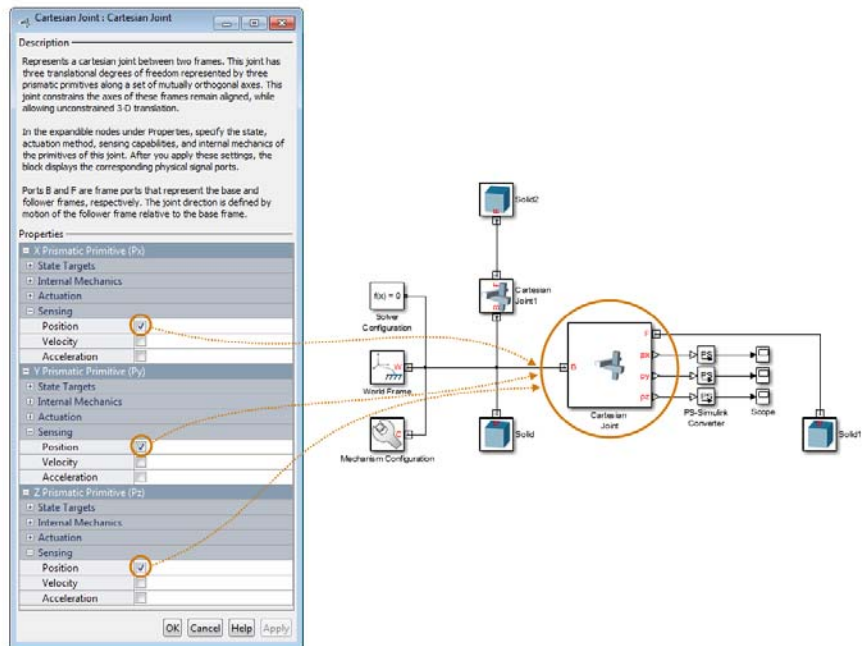 Cartesian Joint : Cartesian Joint
Description
Represents a cartesian joint between two frames. This joint has
three translational degrees of freedom represented by three
prismatic primitives along a set of mutually orthogonal axes. This
joint constrains the axes of these frames remain aligned, while
allowing unconstrained 3-D translation.
In the expandible nodes under Properties, specify the state,
actuation method, sensing capabilities, and internal mechanics of
the primitives of this joint. After you apply these settings, the
block displays the corresponding physical signal ports.
Ports B and F are frame ports that represent the base and
follower frames, respectively. The joint direction is defined by
motion of the follower frame relative to the base frame.
Properties
X Prismatic Primitive (Px)
State Targets
Internal Mechanics
Actuation
Sensing
Position
Velocity
Acceleration
Y Prismatic Primitive (Py)
State Targets
Internal Mechanics
Actuation
Sensing
Position
Velocity
Acceleration
Z Prismatic Primitive (Pz)
State Targets
Internal Mechanics
Actuation
Sensing
Position
Velocity
Acceleration
OK Cancel Help Apply
Solid2
Cartesian
Joint1
f(x) = 0
Solver
Configuration
W
World Frame
C
Mechanism Configuration
Solid
B
F
px
py
pz
Cartesian
Joint
PS
PS
PS
PS-Simulink
Converter
Scope
Solid1